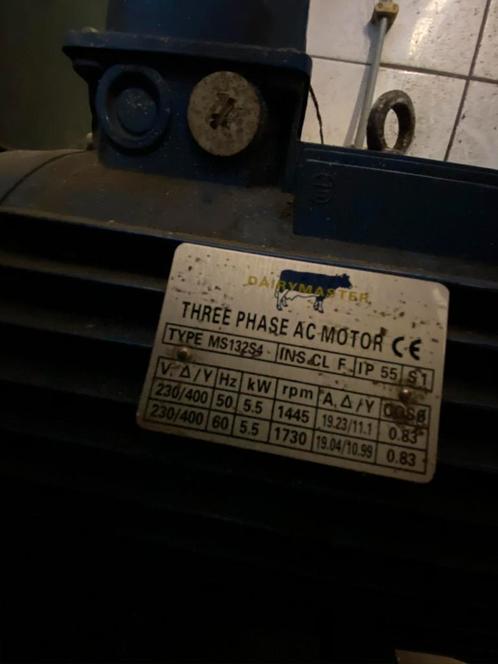 DAIRYMASTER
THREE PHASE AC MOTOR CE
TYPE MS132S4 INS.CL F IP 55 S1
V Δ/Y Hz kW rpm A. Δ/Y COSø
230/400 50 5.5 1445 19.23/11.1 0.83
230/400 60 5.5 1730 19.04/10.99 0.83